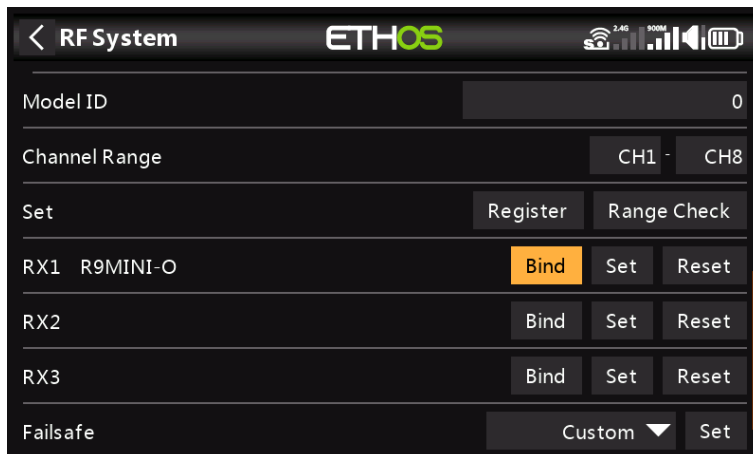 RF System ETHOS 2.4G 900M
Model ID 0
Channel Range CH1 - CH8
Set Register Range Check
RX1 R9MINI-O Bind Set Reset
RX2 Bind Set Reset
RX3 Bind Set Reset
Failsafe Custom Set